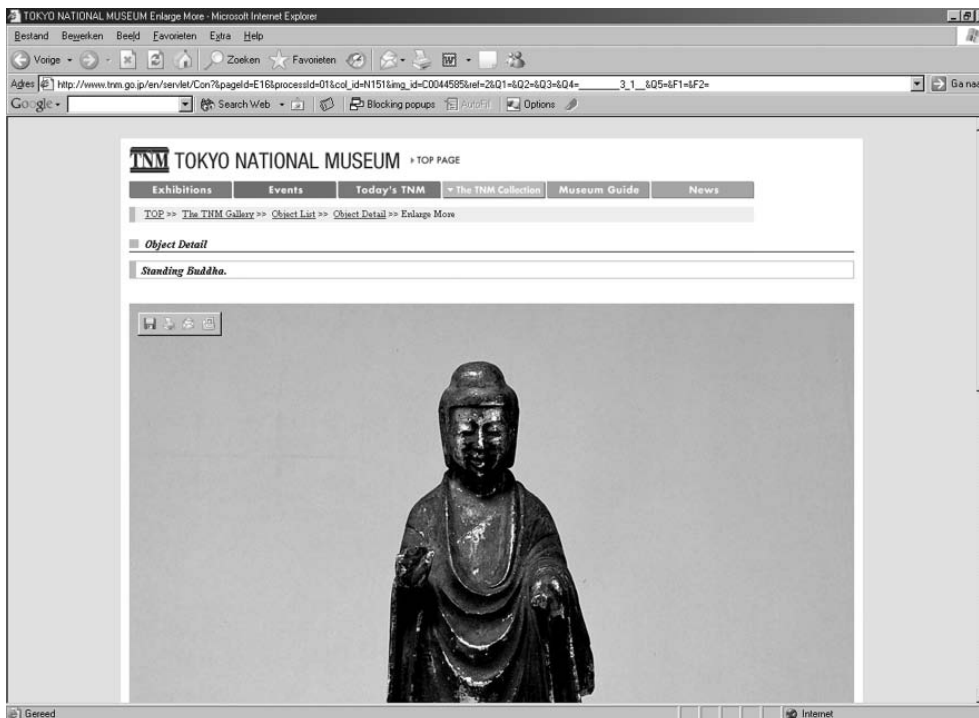 TOKYO NATIONAL MUSEUM Enlarge More - Microsoft Internet Explorer
Bestand Bewerken Beeld Favorieten Extra Help
Vorige Zoeken Favorieten
Adres http://www.tnm.go.jp/en/servlet/Con?&pageId=E16&processId=01&col_id=N151&img_id=C0044585&ref=2&Q1=&Q2=&Q3=&Q4=________3_1__&Q5=&F1=&F2= Ga naa
Google Search Web Blocking popups AutoFill Options
TNM TOKYO NATIONAL MUSEUM TOP PAGE
Exhibitions Events Today's TNM The TNM Collection Museum Guide News
TOP >> The TNM Gallery >> Object List >> Object Detail >> Enlarge More
Object Detail
Standing Buddha.
Gereed Internet